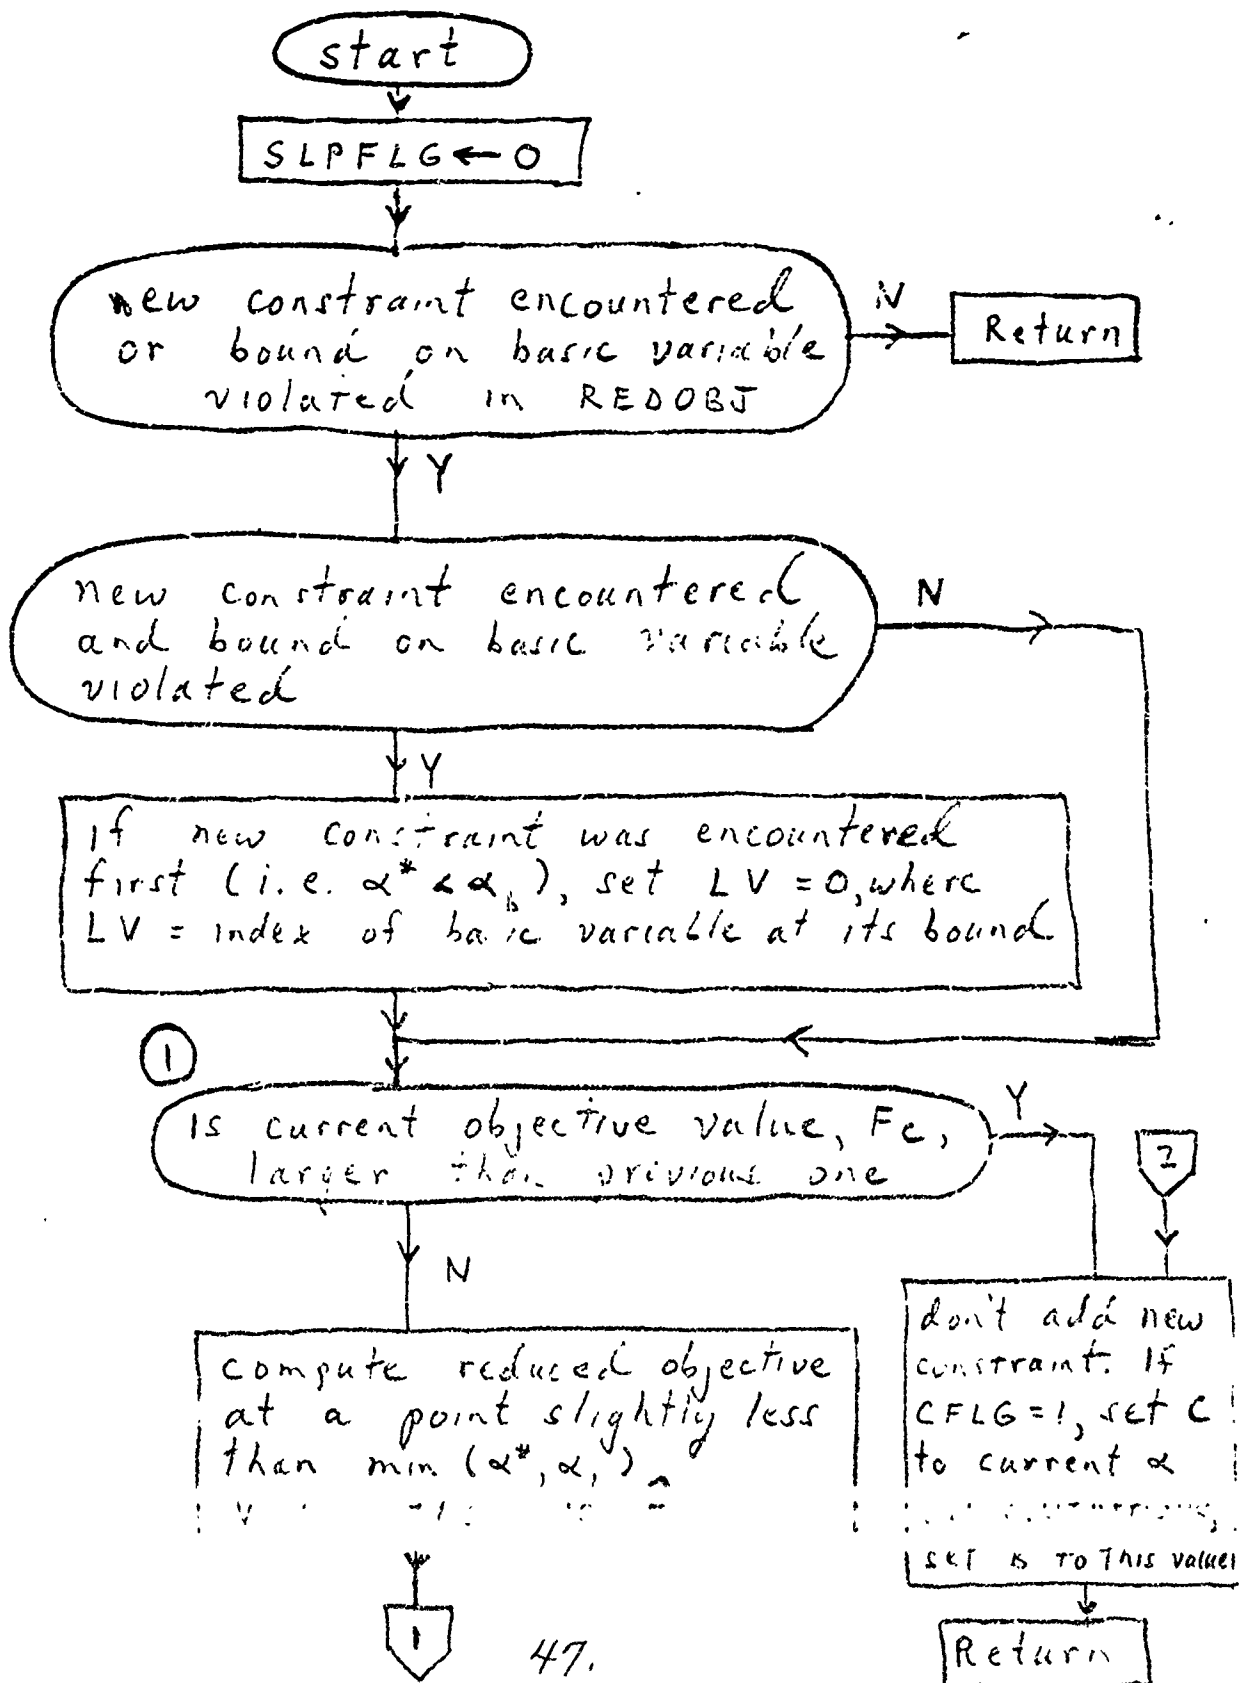 start
SLPFLG ← 0
new constraint encountered
or bound on basic variable
violated in REDOBJ
N
Return
Y
new constraint encountered
and bound on basic variable
violated
N
Y
If new constraint was encountered
first (i.e. α* < α_b), set LV = 0, where
LV = index of basic variable at its bound
1
Is current objective value, Fc,
larger than previous one
Y
2
N
compute reduced objective
at a point slightly less
than min (α*, α
don't add new
constraint. If
CFLG=1, set C
to current α
set B to this value
1
Return
47.